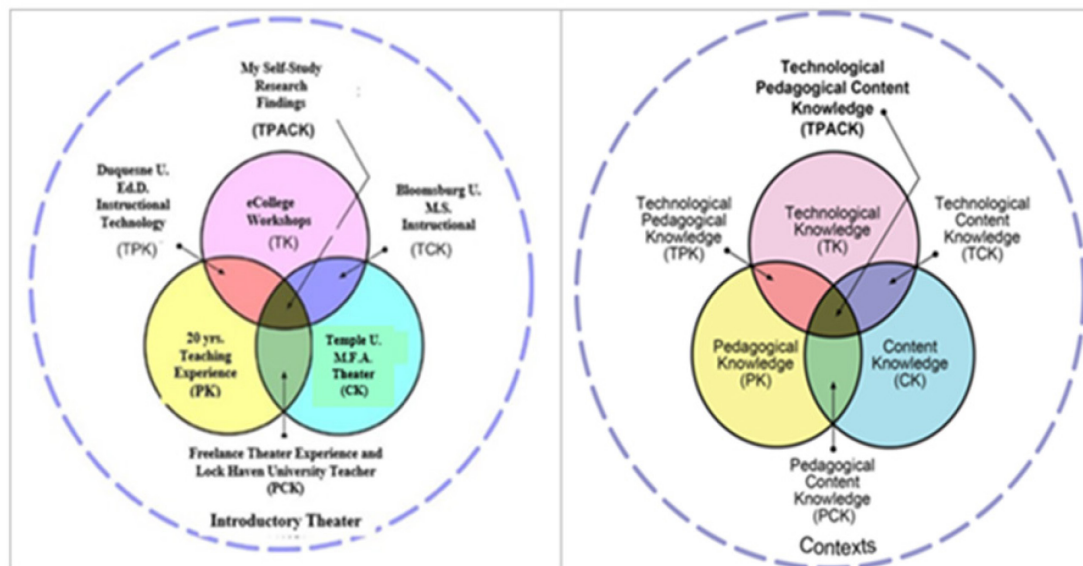 My Self-Study
Research
Findings
(TPACK)
Duquesne U.
Ed.D.
Instructional
Technology
(TPK)
eCollege
Workshops
(TK)
Bloomsburg U.
M.S.
Instructional
(TCK)
20 yrs.
Teaching
Experience
(PK)
Temple U.
M.F.A.
Theater
(CK)
Freelance Theater Experience and
Lock Haven University Teacher
(PCK)
Introductory Theater
Technological
Pedagogical Content
Knowledge
(TPACK)
Technological
Pedagogical
Knowledge
(TPK)
Technological
Knowledge
(TK)
Technological
Content
Knowledge
(TCK)
Pedagogical
Knowledge
(PK)
Content
Knowledge
(CK)
Pedagogical
Content
Knowledge
(PCK)
Contexts